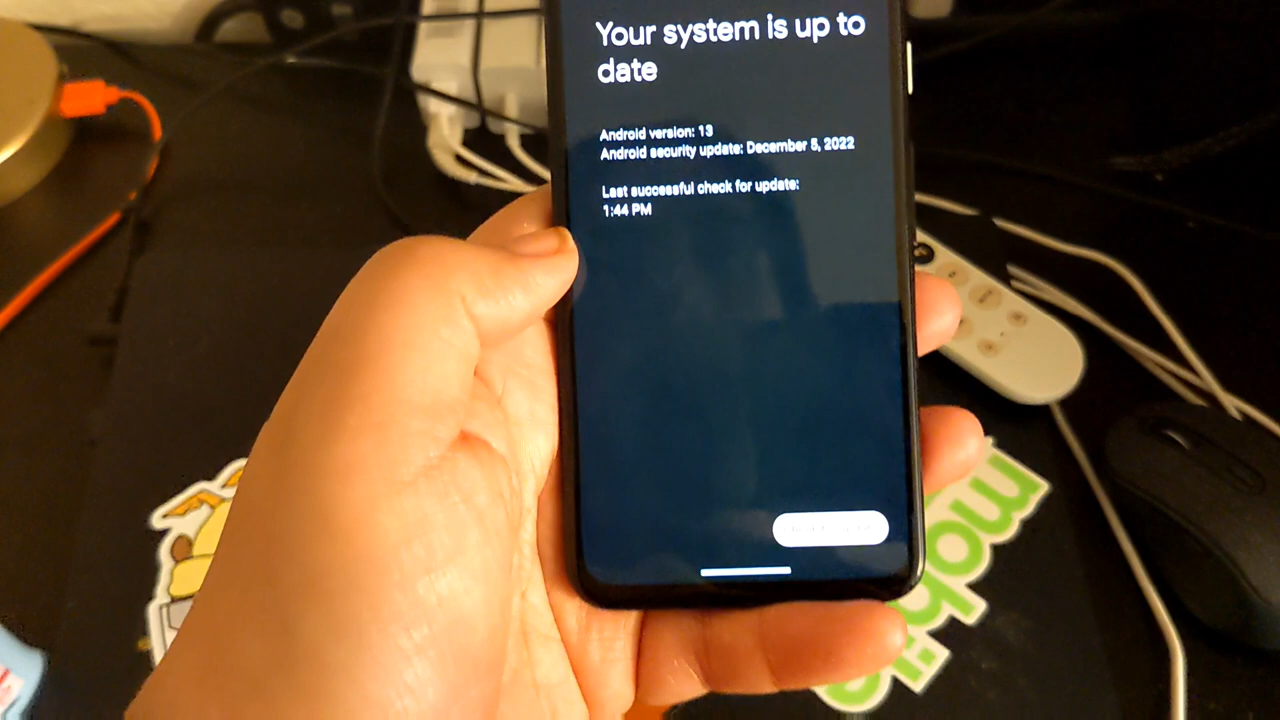 Your system is up to
date
Android version: 13
Android security update: December 5, 2022
Last successful check for update:
1:44 PM
mobile